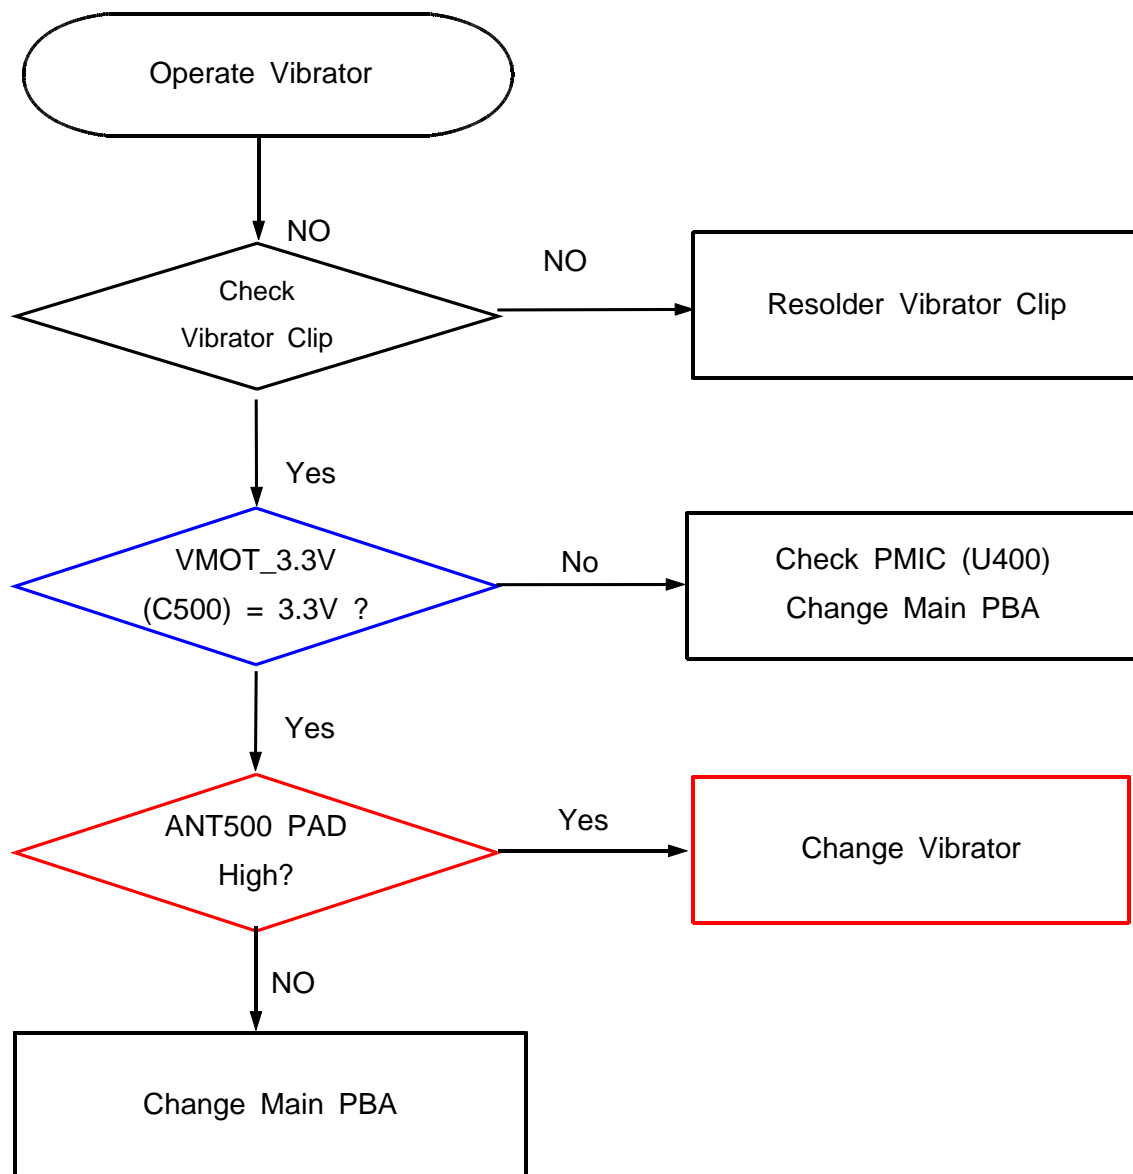 Operate Vibrator
NO
Check
Vibrator Clip
NO
Resolder Vibrator Clip
Yes
VMOT_3.3V
(C500) = 3.3V ?
No
Check PMIC (U400)
Change Main PBA
Yes
ANT500 PAD
High?
Yes
Change Vibrator
NO
Change Main PBA